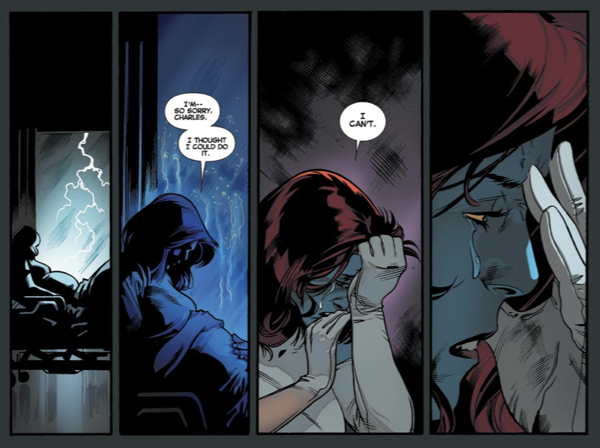 I'M--
SO SORRY,
CHARLES.
I THOUGHT
I COULD DO
IT.
I
CAN'T.